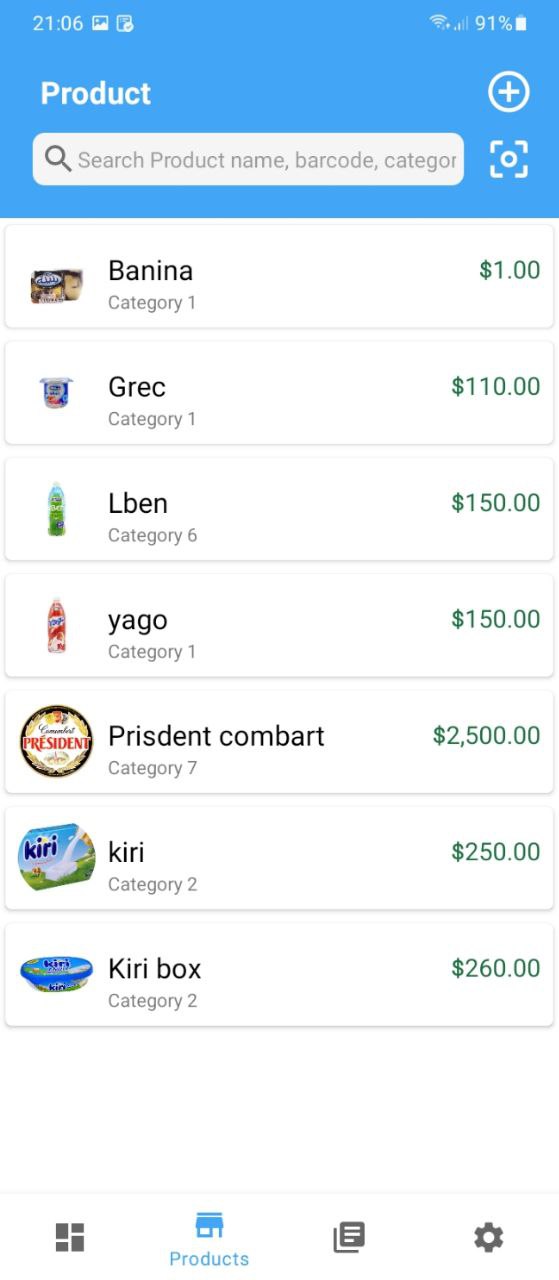 21:06 91%
Product
Search Product name, barcode, categor
Banina
$1.00
Category 1
Grec
$110.00
Category 1
Lben
$150.00
Category 6
yago
$150.00
Category 1
Camembert
PRÉSIDENT
Prisdent combart
$2,500.00
Category 7
kiri
kiri
$250.00
Category 2
kiri
kiri
Kiri box
$260.00
Category 2
Products